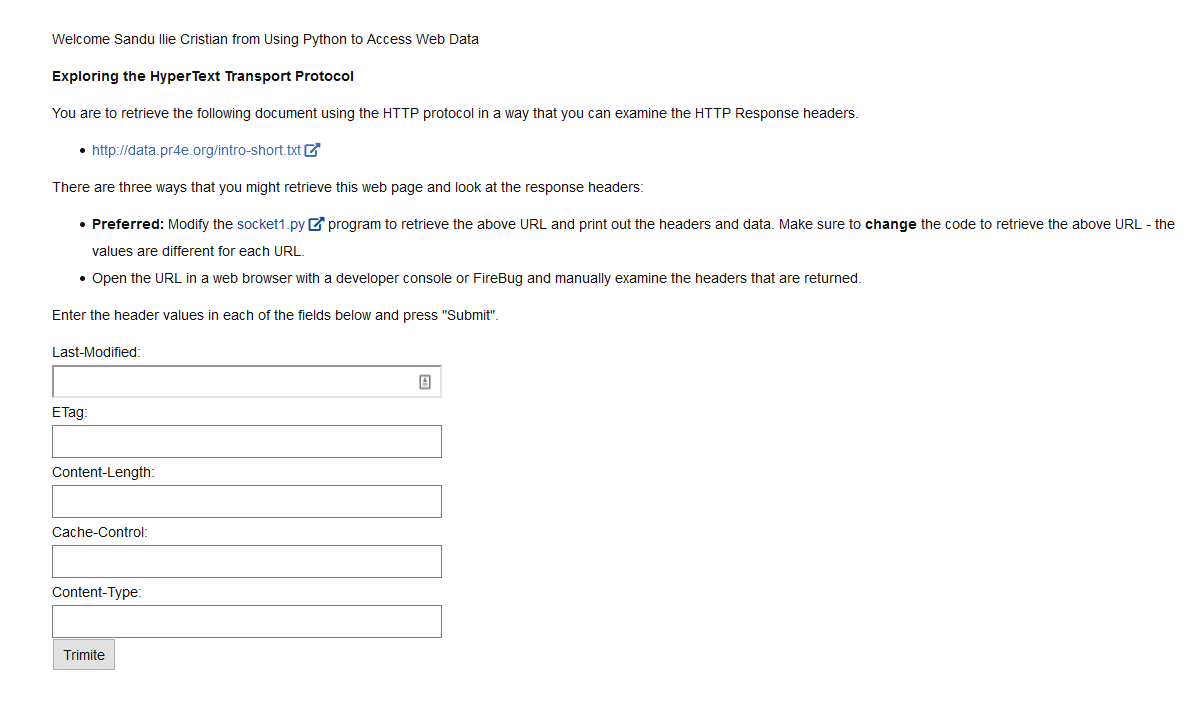 Welcome Sandu Ilie Cristian from Using Python to Access Web Data
Exploring the HyperText Transport Protocol
You are to retrieve the following document using the HTTP protocol in a way that you can examine the HTTP Response headers.
• http://data.pr4e.org/intro-short.txt
There are three ways that you might retrieve this web page and look at the response headers:
• Preferred: Modify the socket1.py program to retrieve the above URL and print out the headers and data. Make sure to change the code to retrieve the above URL - the
values are different for each URL.
• Open the URL in a web browser with a developer console or FireBug and manually examine the headers that are returned.
Enter the header values in each of the fields below and press "Submit".
Last-Modified:
ETag:
Content-Length:
Cache-Control:
Content-Type:
Trimite